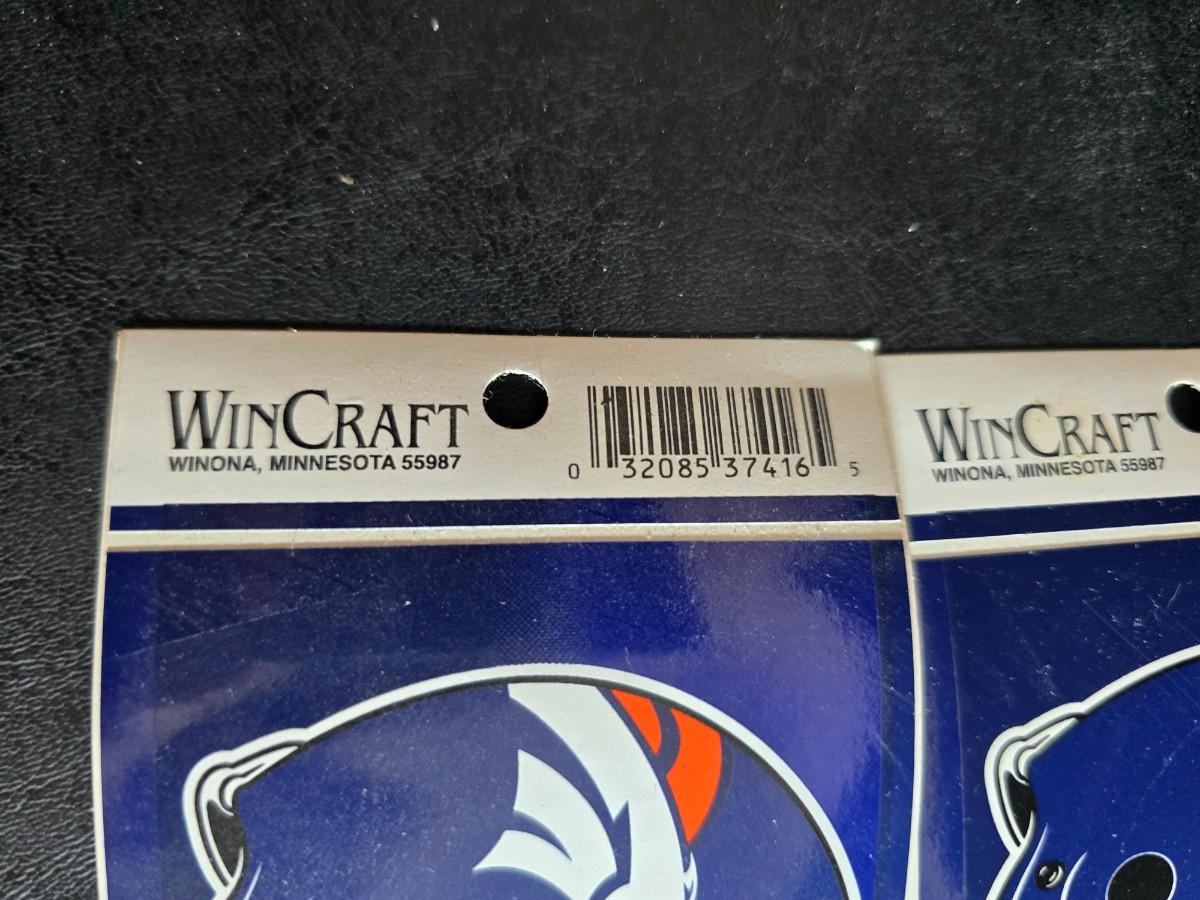 WINCRAFT
WINONA, MINNESOTA 55987
0 32085 37416 5
WINCRAFT
WINONA, MINNESOTA 55987